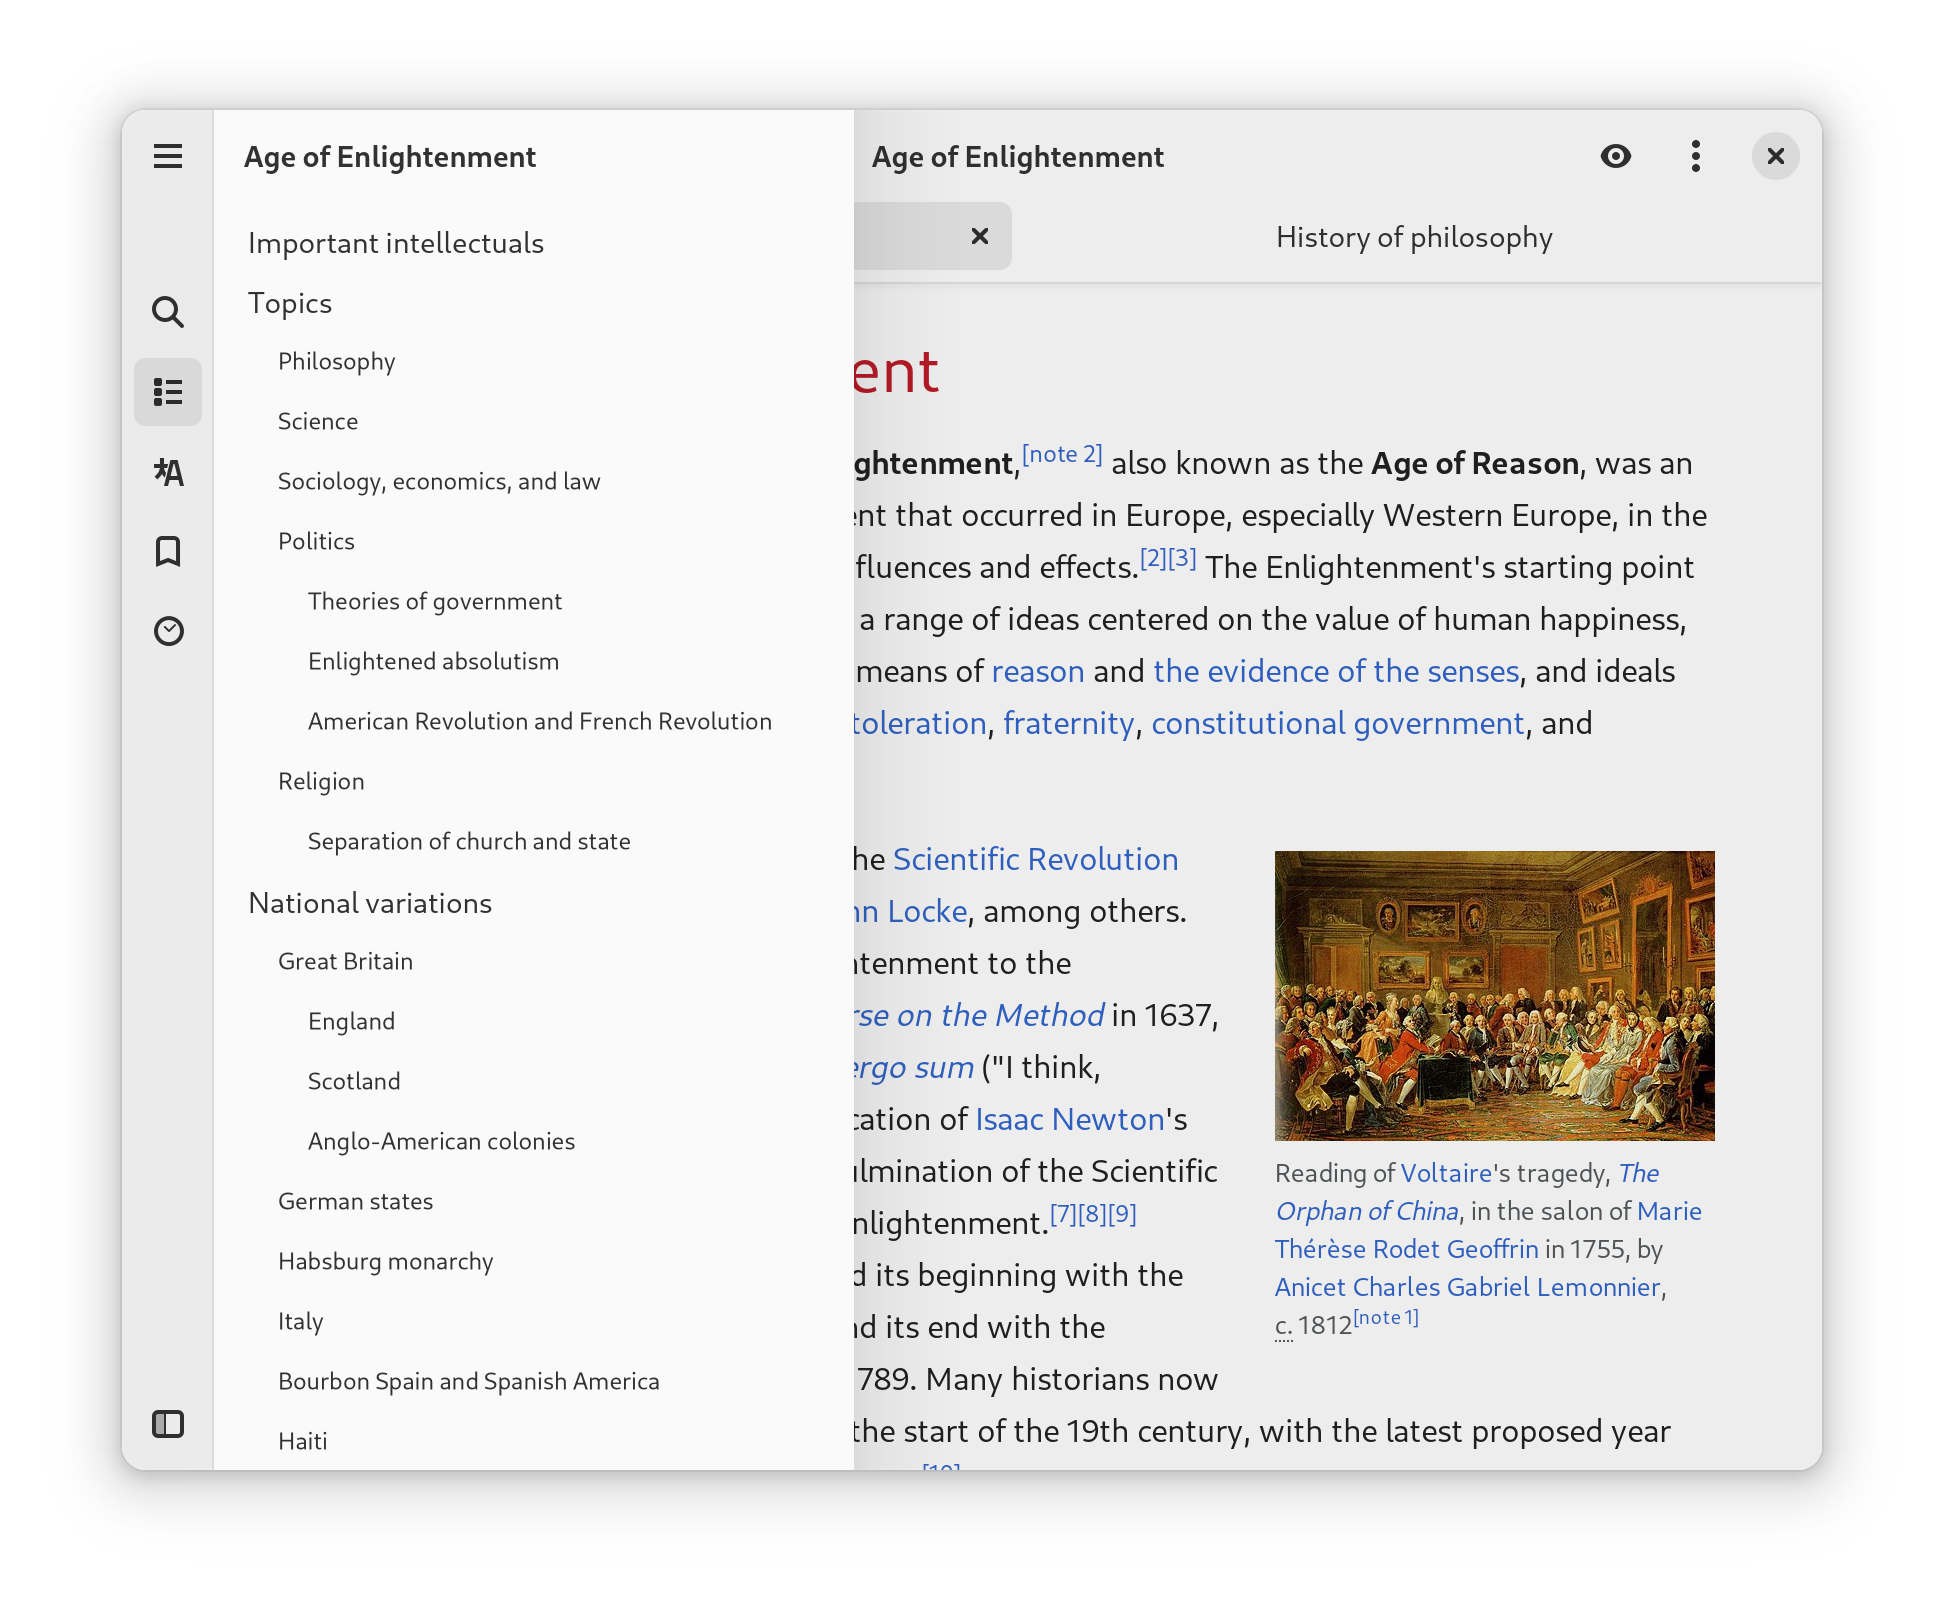 Age of Enlightenment
Important intellectuals
Topics
Philosophy
Science
Sociology, economics, and law
Politics
Theories of government
Enlightened absolutism
American Revolution and French Revolution
Religion
Separation of church and state
National variations
Great Britain
England
Scotland
Anglo-American colonies
German states
Habsburg monarchy
Italy
Bourbon Spain and Spanish America
Haiti
Age of Enlightenment
History of philosophy
ent
ghtenment,[note 2] also known as the Age of Reason, was an
ent that occurred in Europe, especially Western Europe, in the
fluences and effects.[2][3] The Enlightenment's starting point
a range of ideas centered on the value of human happiness,
means of reason and the evidence of the senses, and ideals
toleration, fraternity, constitutional government, and
he Scientific Revolution
hn Locke, among others.
htenment to the
rse on the Method in 1637,
ergo sum ("I think,
cation of Isaac Newton's
ulmination of the Scientific
nlightenment.[7][8][9]
d its beginning with the
nd its end with the
789. Many historians now
the start of the 19th century, with the latest proposed year
Reading of Voltaire's tragedy, The
Orphan of China, in the salon of Marie
Thérèse Rodet Geoffrin in 1755, by
Anicet Charles Gabriel Lemonnier,
c. 1812[note 1]